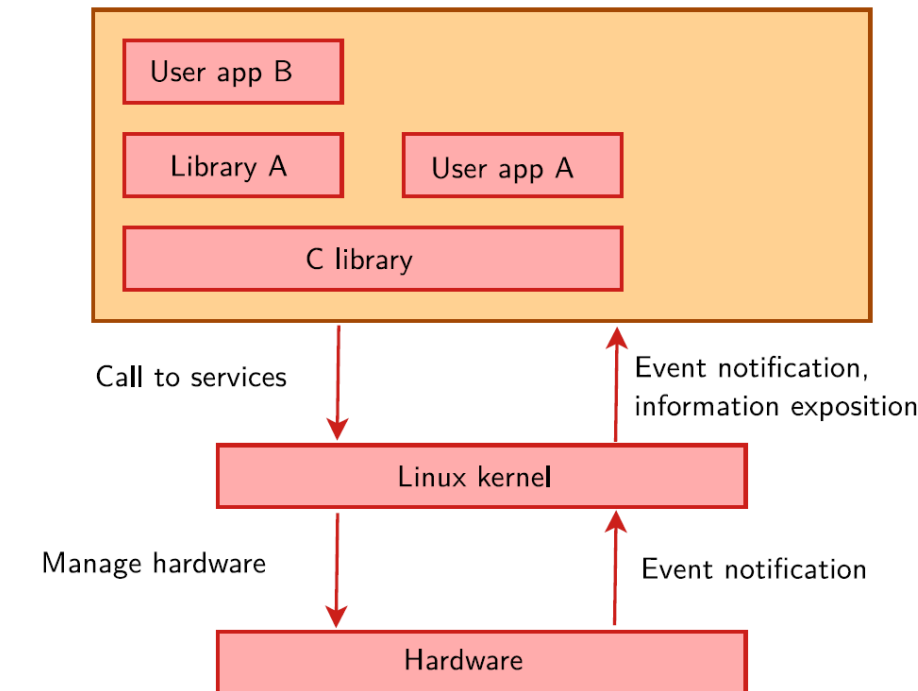 User app B
Library A
User app A
C library
Call to services
Event notification,
information exposition
Linux kernel
Manage hardware
Event notification
Hardware